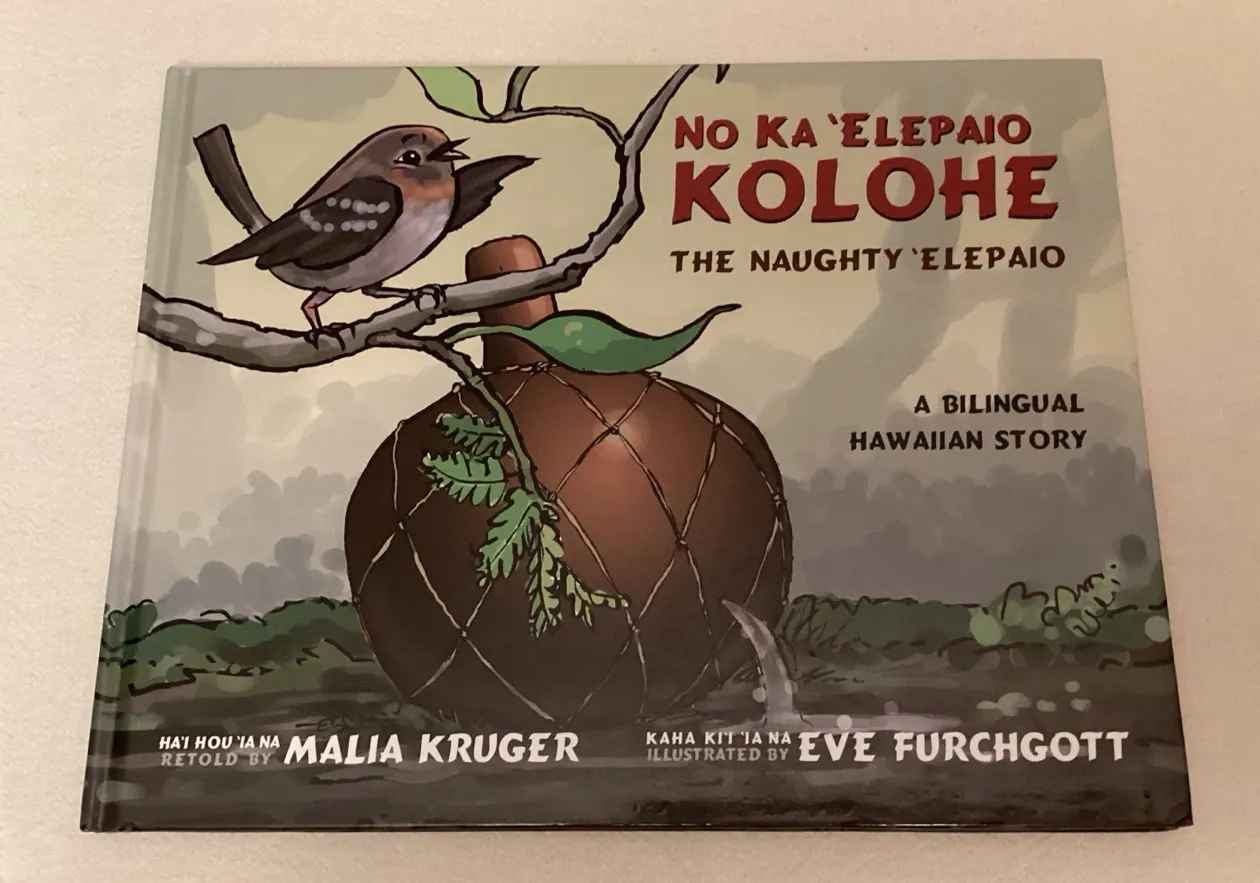 NO KA ʻELEPAIO
KOLOHE
THE NAUGHTY ʻELEPAIO
A BILINGUAL
HAWAIIAN STORY
HAʻI HOU ʻIA NA
RETOLD BY
MALIA KRUGER
KAHA KIʻI ʻIA NA
ILLUSTRATED BY
EVE FURCHGOTT